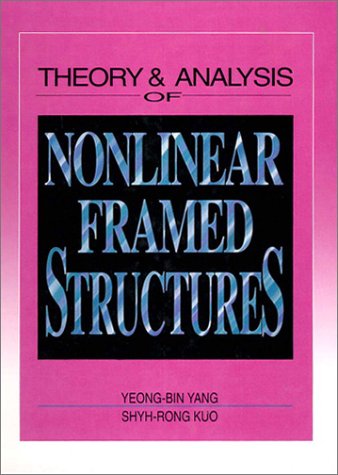 THEORY & ANALYSIS
OF
NONLINEAR
FRAMED
STRUCTURES
YEONG-BIN YANG
SHYH-RONG KUO